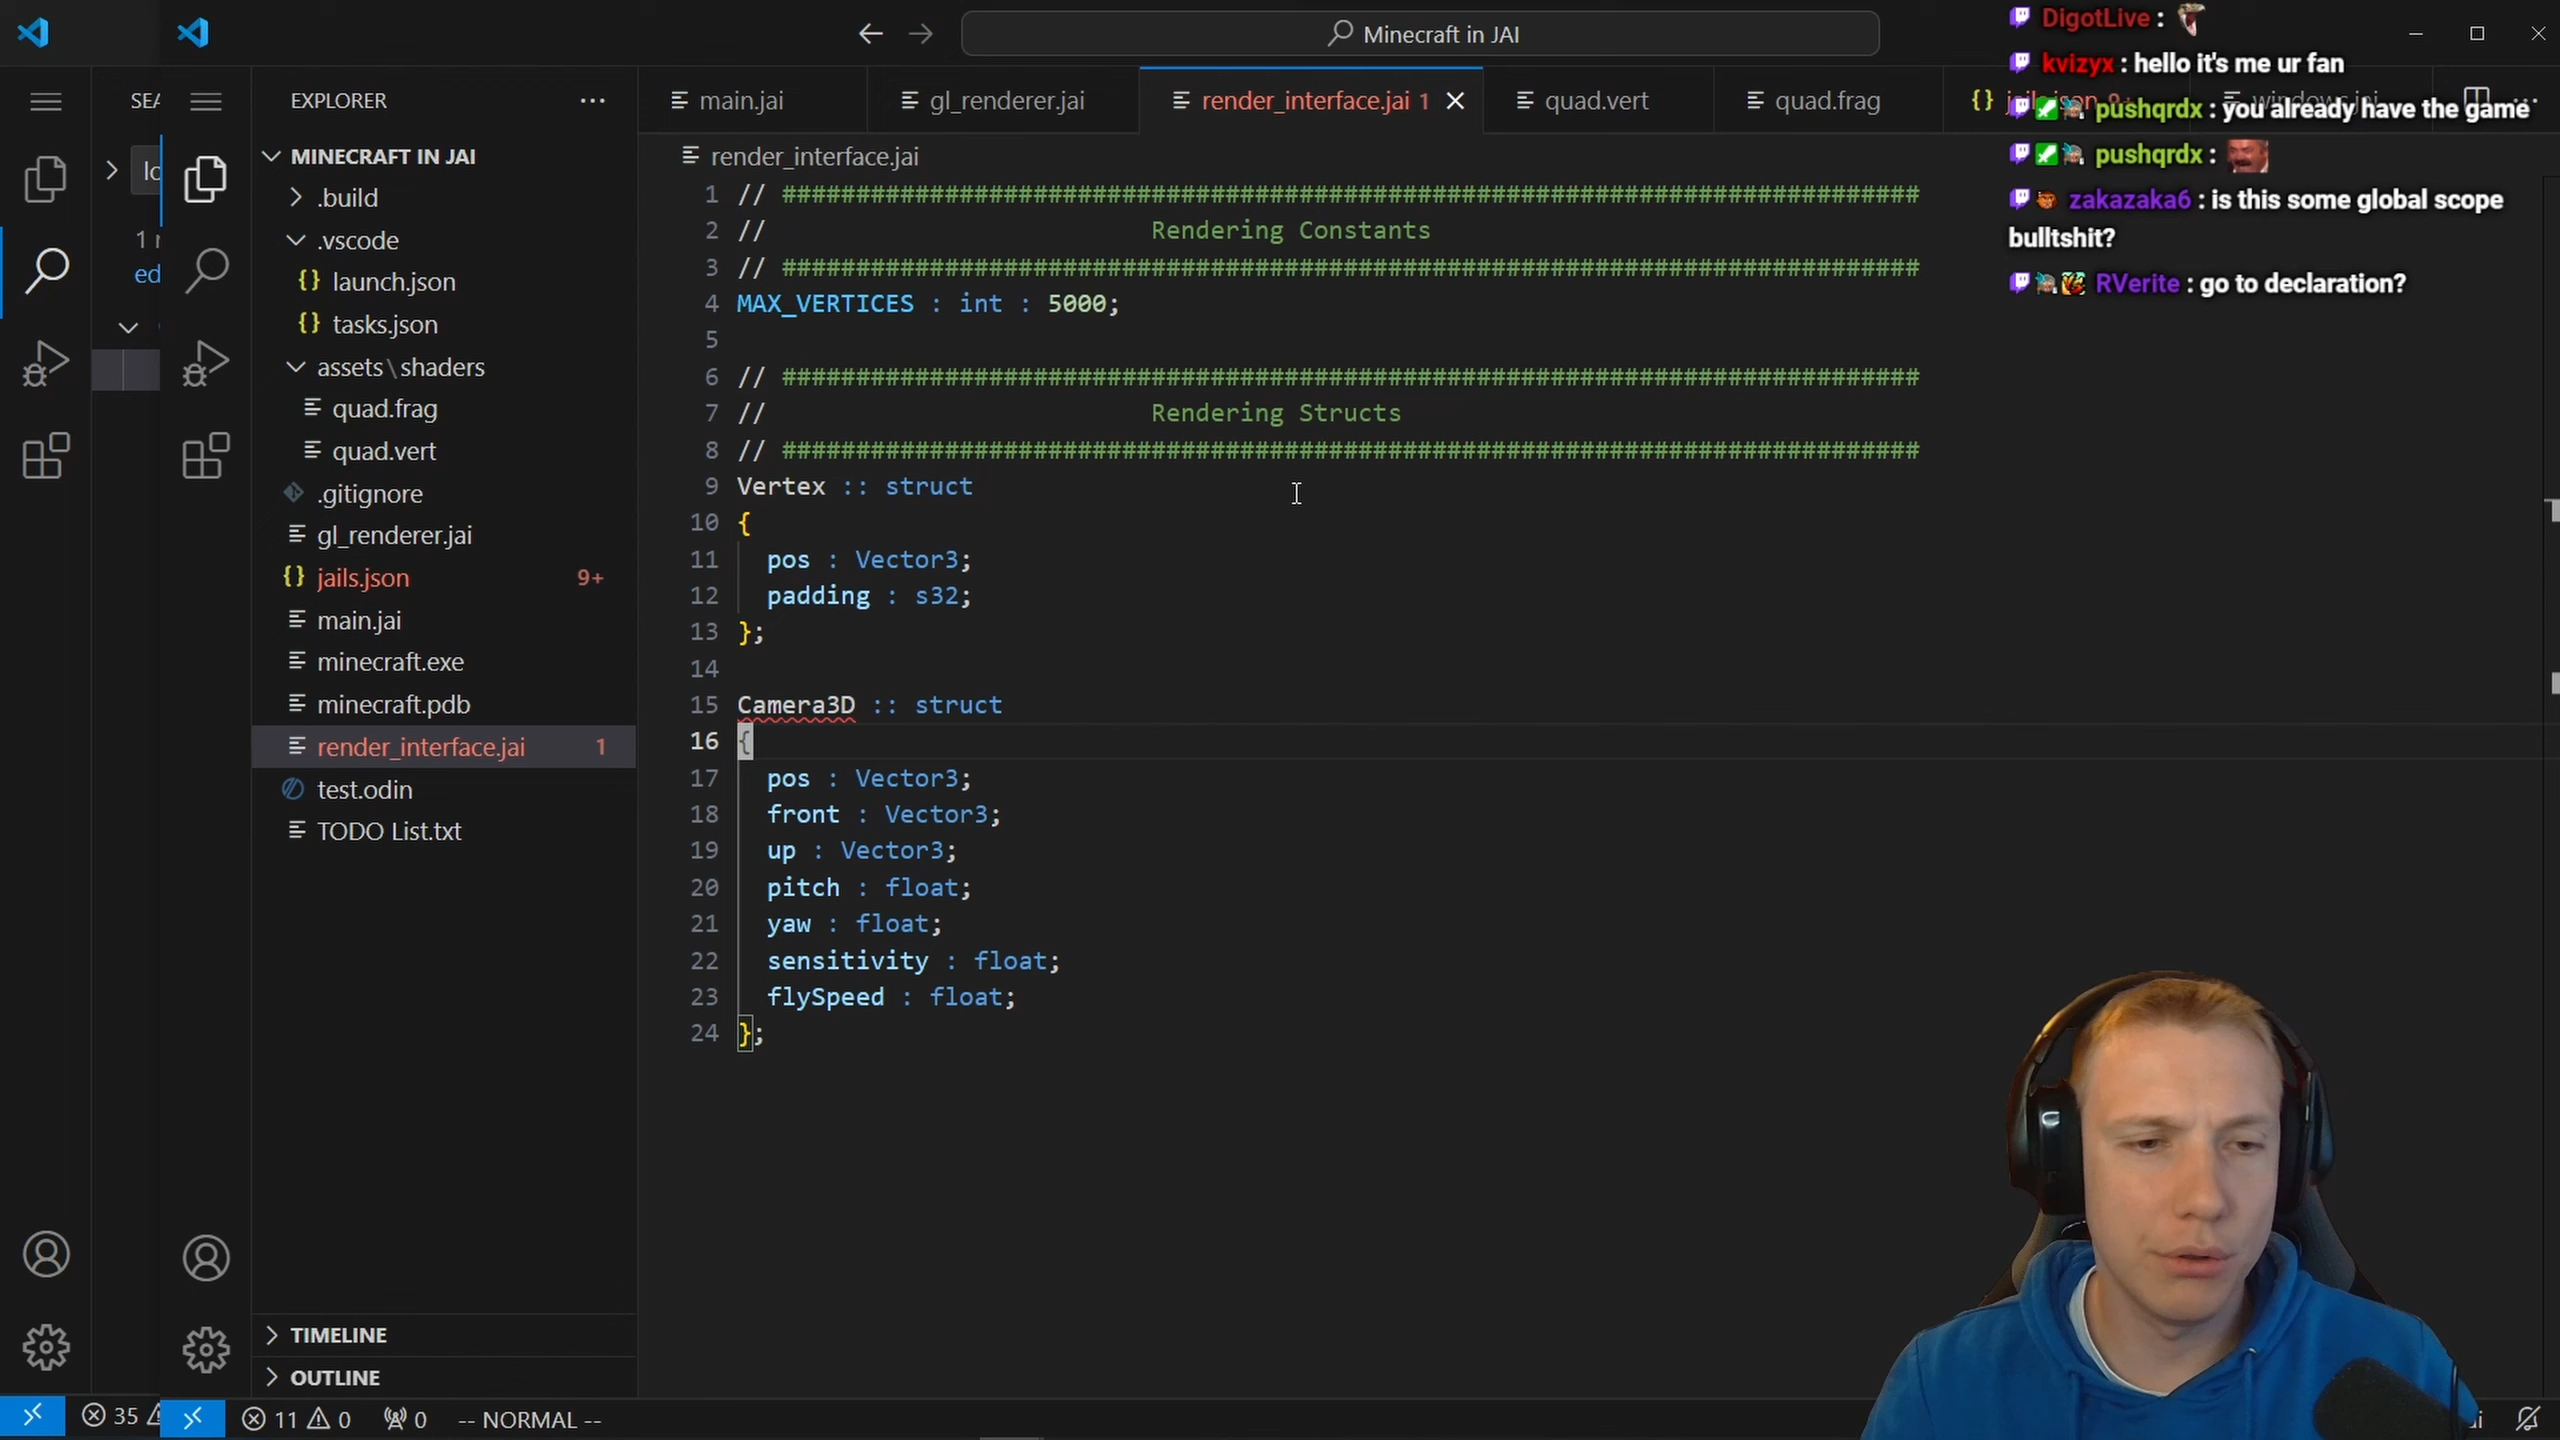 Minecraft in JAI
SEA
EXPLORER
MINECRAFT IN JAI
.build
.vscode
launch.json
tasks.json
assets\shaders
quad.frag
quad.vert
.gitignore
gl_renderer.jai
jails.json 9+
main.jai
minecraft.exe
minecraft.pdb
render_interface.jai 1
test.odin
TODO List.txt
TIMELINE
OUTLINE
lo
ed
main.jai gl_renderer.jai render_interface.jai 1 quad.vert quad.frag
render_interface.jai
1 // #############################################################################
2 // Rendering Constants
3 // #############################################################################
4 MAX_VERTICES : int : 5000;
5
6 // #############################################################################
7 // Rendering Structs
8 // #############################################################################
9 Vertex :: struct
10 {
11 pos : Vector3;
12 padding : s32;
13 };
14
15 Camera3D :: struct
16 {
17 pos : Vector3;
18 front : Vector3;
19 up : Vector3;
20 pitch : float;
21 yaw : float;
22 sensitivity : float;
23 flySpeed : float;
24 };
DigotLive :
kvizyx : hello it's me ur fan
pushqrdx : you already have the game
pushqrdx :
zakazaka6 : is this some global scope
bulltshit?
RVerite : go to declaration?
35
11 0 0 -- NORMAL --